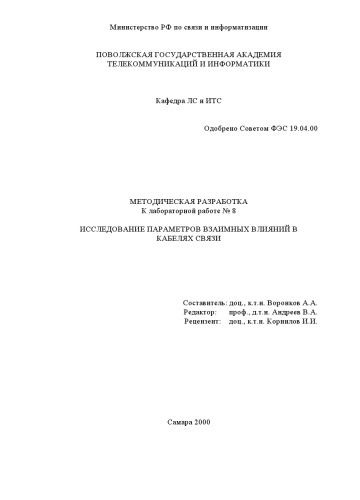 Министерство РФ по связи и информатизации
ПОВОЛЖСКАЯ ГОСУДАРСТВЕННАЯ АКАДЕМИЯ
ТЕЛЕКОММУНИКАЦИЙ И ИНФОРМАТИКИ
Кафедра ЛС и ИТС
Одобрено Советом ФЭС 19.04.00
МЕТОДИЧЕСКАЯ РАЗРАБОТКА
К лабораторной работе № 8
ИССЛЕДОВАНИЕ ПАРАМЕТРОВ ВЗАИМНЫХ ВЛИЯНИЙ В
КАБЕЛЯХ СВЯЗИ
Составитель: доц., к.т.н. Воронков А.А.
Редактор: проф., д.т.н. Андреев В.А.
Рецензент: доц., к.т.н. Корнилов И.И.
Самара 2000